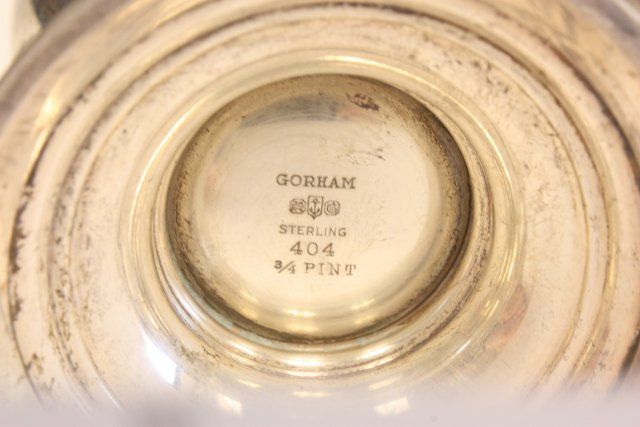 GORHAM
STERLING
404
3/4 PINT